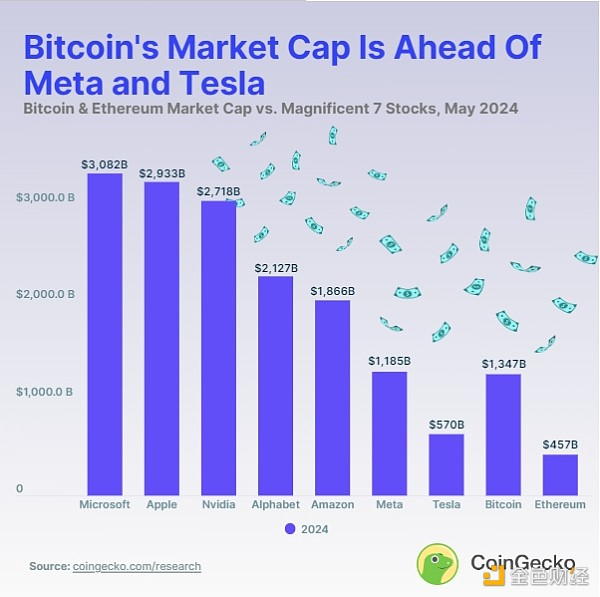 Bitcoin's Market Cap Is Ahead Of
Meta and Tesla
Bitcoin & Ethereum Market Cap vs. Magnificent 7 Stocks, May 2024
$3,082B
$2,933B
$2,718B
$2,127B
$1,866B
$1,185B
$570B
$1,347B
$457B
$3,000.0 B
$2,000.0 B
$1,000.0 B
0
Microsoft Apple Nvidia Alphabet Amazon Meta Tesla Bitcoin Ethereum
2024
Source: coingecko.com/research
CoinGecko
金色财经